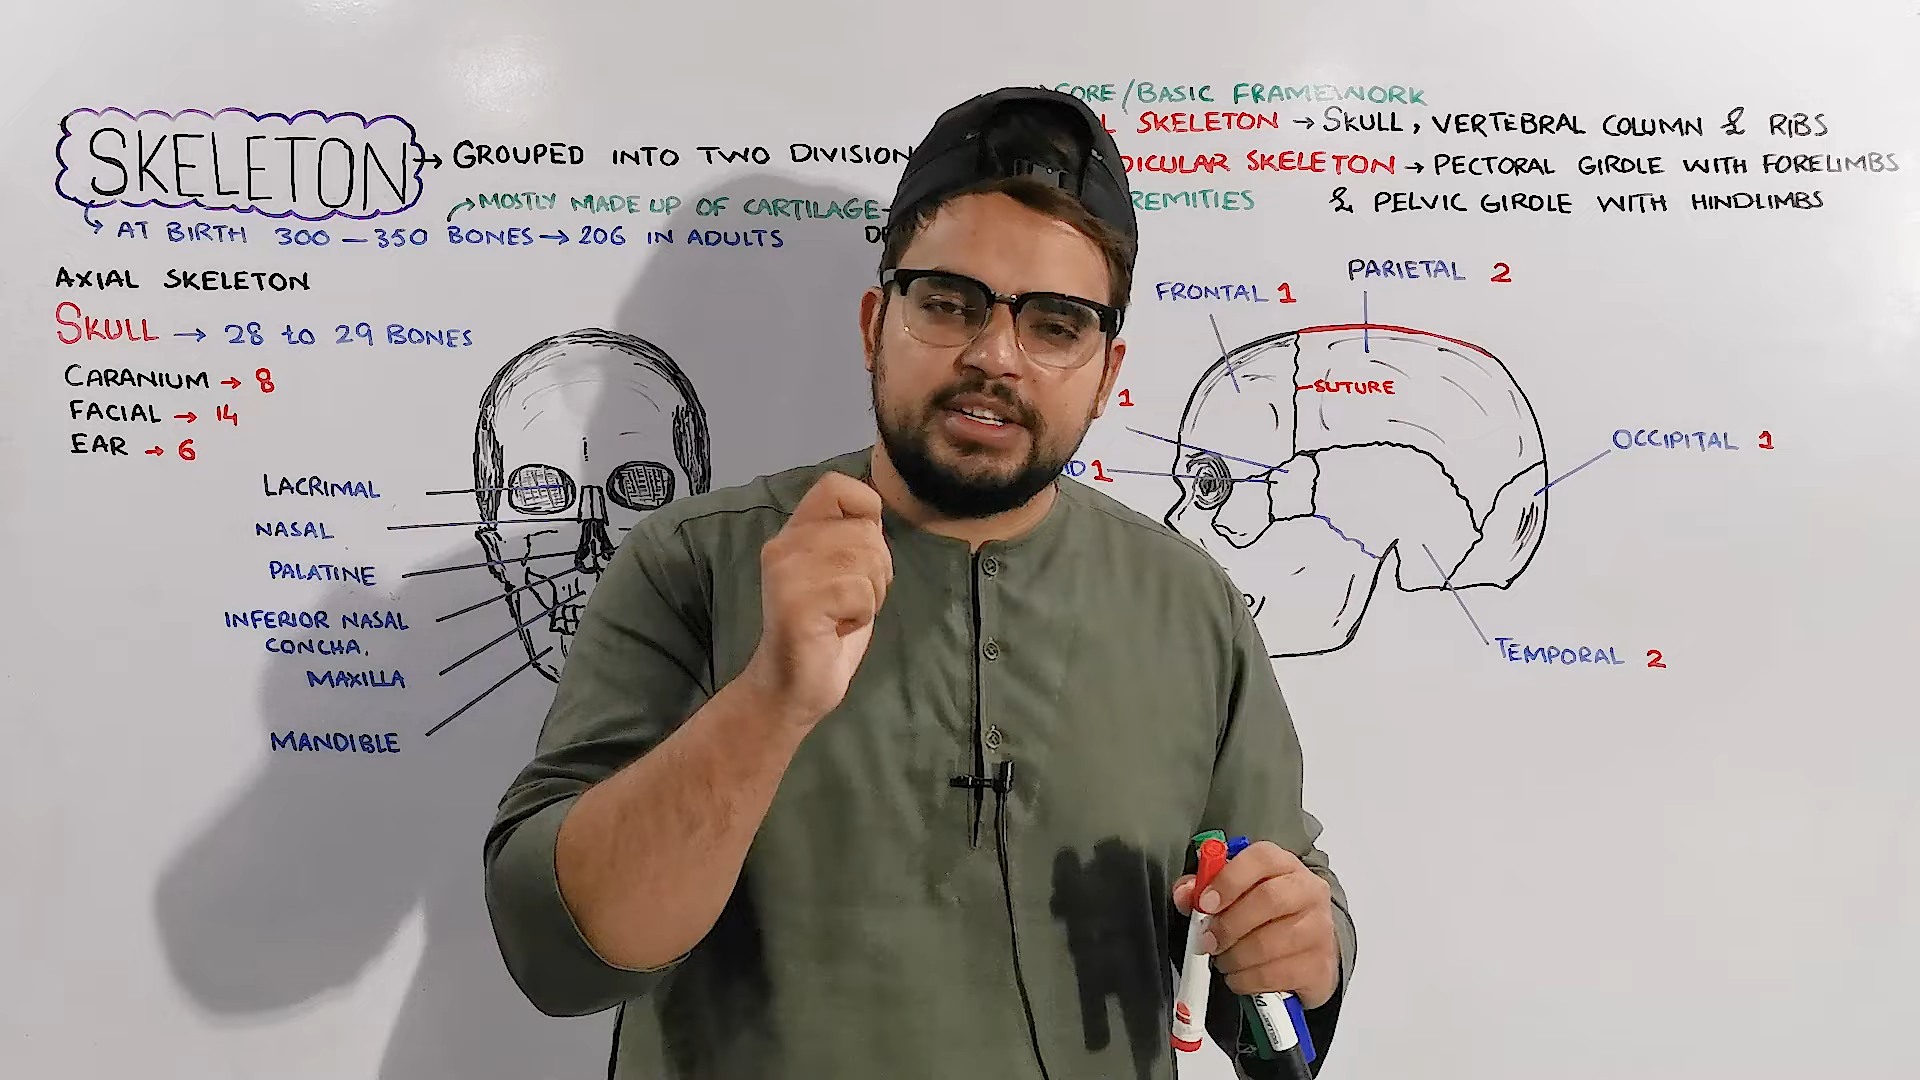 CORE/BASIC FRAMEWORK
SKELETON → GROUPED INTO TWO DIVISION
SKELETON → SKULL, VERTEBRAL COLUMN & RIBS
SKELETON → PECTORAL GIRDLE WITH FORELIMBS
& PELVIC GIRDLE WITH HINDLIMBS
MOSTLY MADE UP OF CARTILAGE
AT BIRTH 300 — 350 BONES → 206 IN ADULTS
AXIAL SKELETON
SKULL → 28 to 29 BONES
CARANIUM → 8
FACIAL → 14
EAR → 6
LACRIMAL
NASAL
PALATINE
INFERIOR NASAL
CONCHA.
MAXILLA
MANDIBLE
FRONTAL 1
PARIETAL 2
SUTURE
1
1
OCCIPITAL 1
TEMPORAL 2